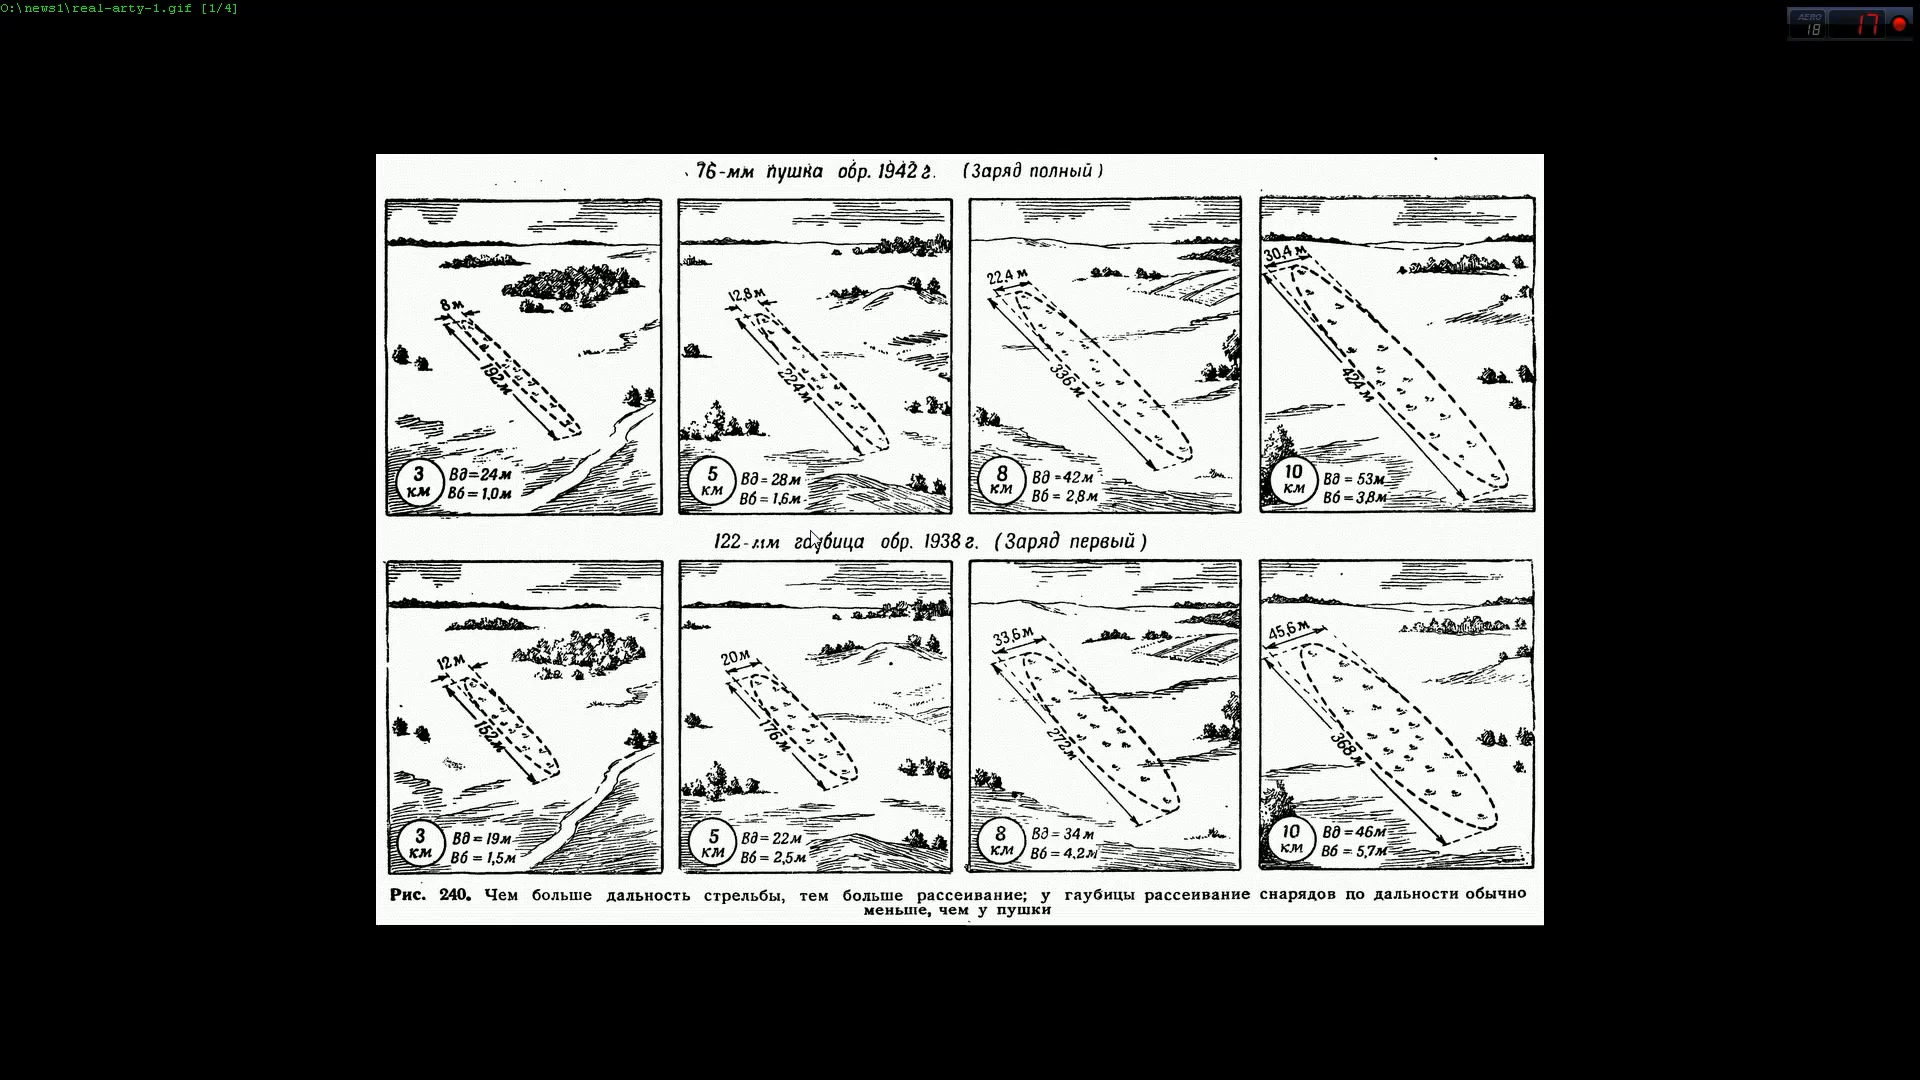 O:\news1\real-arty-1.gif [1/4]
AERO
18
17
76-мм пушка обр. 1942 г. (Заряд полный)
8 м
192 м
3 км
Вд=24 м
Вб = 1,0 м
12,8 м
224 м
5 км
Вд = 28 м
Вб = 1,6 м
22,4 м
336 м
8 км
Вд =42 м
Вб = 2,8 м
30,4 м
424 м
10 км
Вд = 53 м
Вб = 3,8 м
122-мм гаубица обр. 1938 г. (Заряд первый)
12 м
152 м
3 км
Вд = 19 м
Вб = 1,5 м
20 м
176 м
5 км
Вд = 22 м
Вб = 2,5 м
33,6 м
272 м
8 км
Вд = 34 м
Вб = 4,2 м
45,6 м
368 м
10 км
Вд = 46 м
Вб = 5,7 м
Рис. 240. Чем больше дальность стрельбы, тем больше рассеивание; у гаубицы рассеивание снарядов по дальности обычно
меньше, чем у пушки